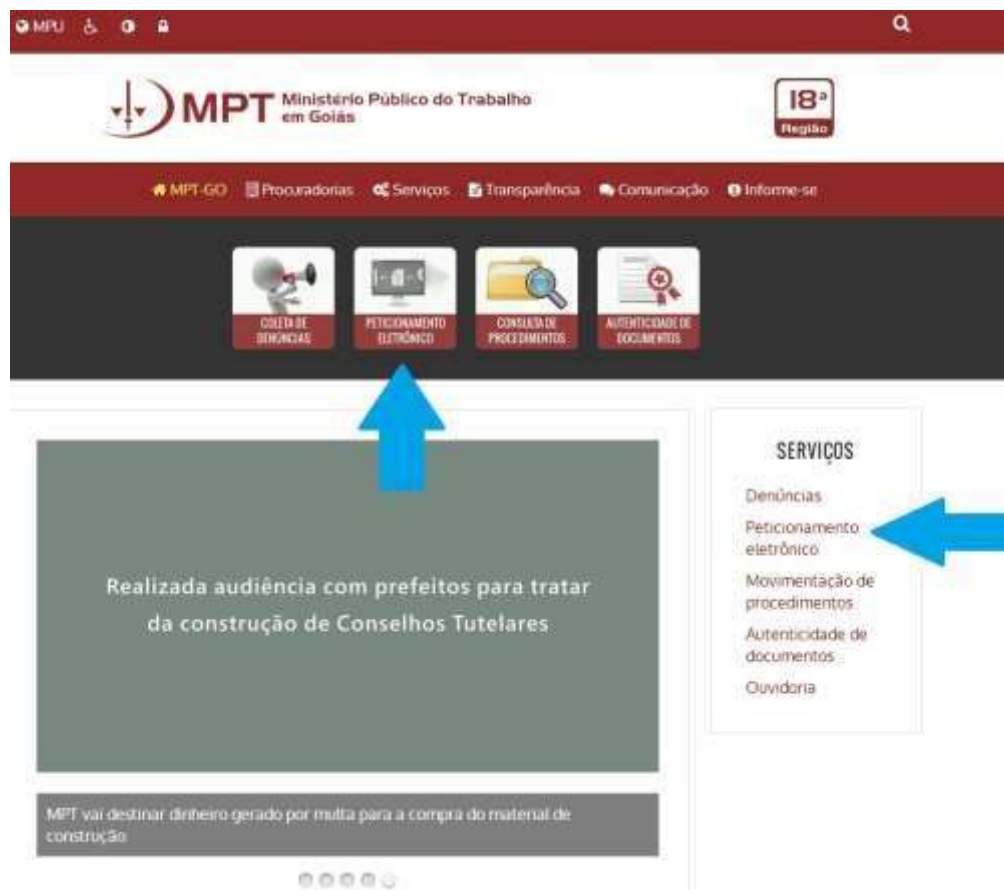 MPU
MPT Ministério Público do Trabalho
em Goiás
18ª
Região
MPT-GO Procuradorias Serviços Transparência Comunicação Informe-se
COLETA DE
DENÚNCIAS
PETICIONAMENTO
ELETRÔNICO
CONSULTA DE
PROCEDIMENTOS
AUTENTICIDADE DE
DOCUMENTOS
Realizada audiência com prefeitos para tratar
da construção de Conselhos Tutelares
MPT vai destinar dinheiro gerado por multa para a compra do material de
construção
SERVIÇOS
Denúncias
Peticionamento
eletrônico
Movimentação de
procedimentos
Autenticidade de
documentos
Ouvidoria